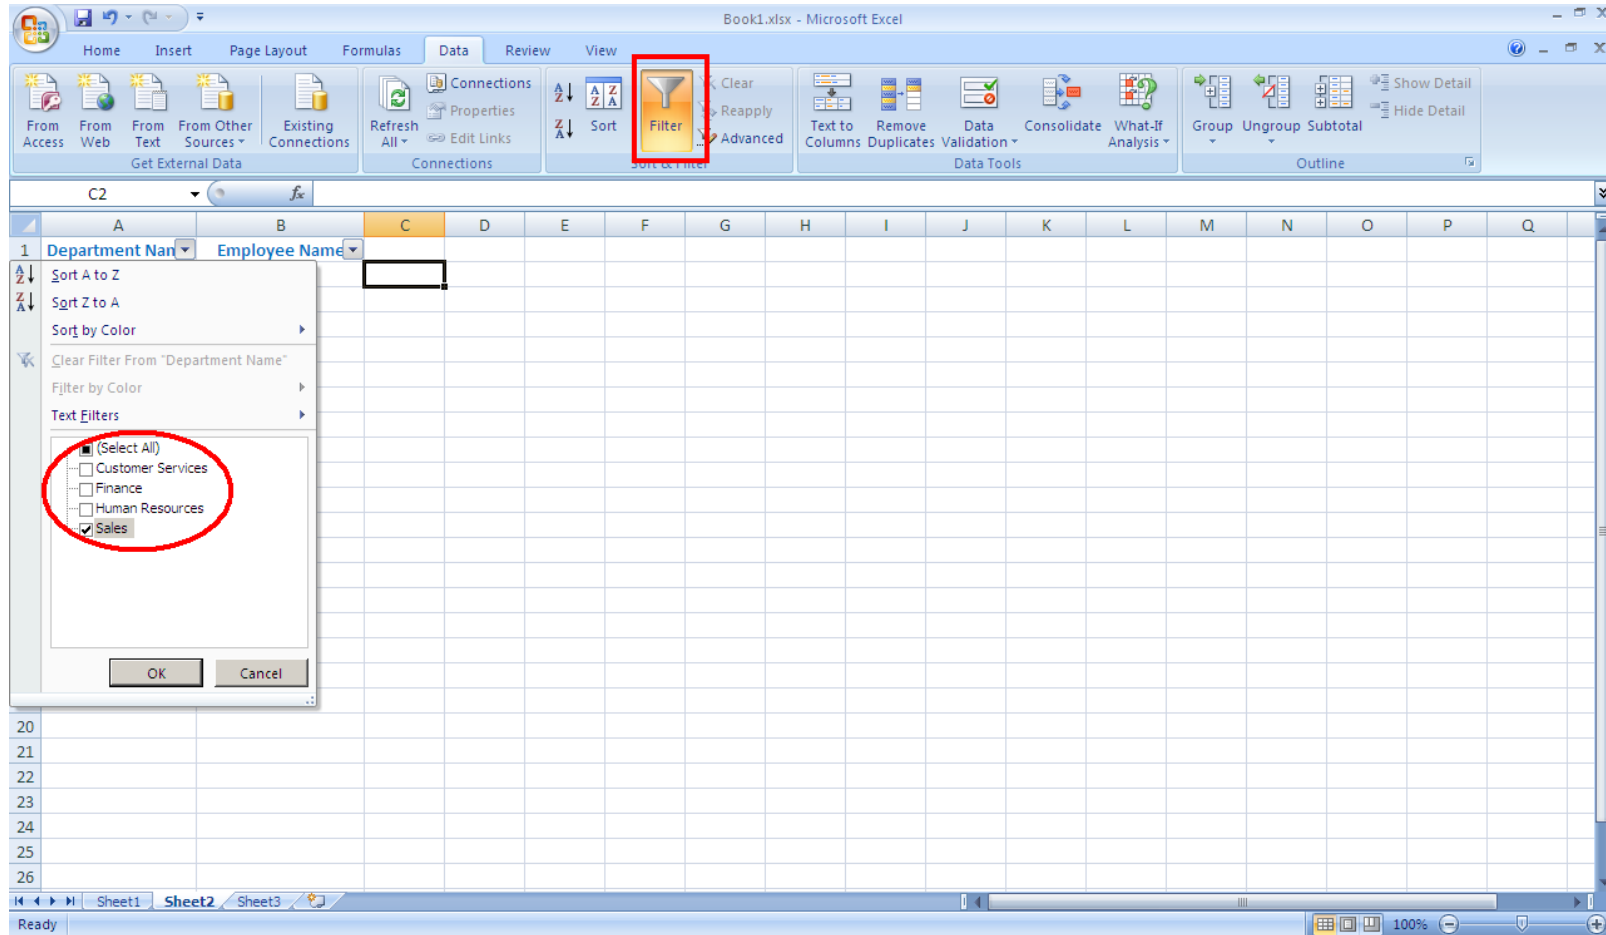 Book1.xlsx - Microsoft Excel
Home Insert Page Layout Formulas Data Review View
From Access
From Web
From Text
From Other Sources
Existing Connections
Get External Data
Refresh All
Connections
Properties
Edit Links
Connections
Sort
Filter
Clear
Reapply
Advanced
Sort & Filter
Text to Columns
Remove Duplicates
Data Validation
Consolidate
What-If Analysis
Data Tools
Group
Ungroup
Subtotal
Show Detail
Hide Detail
Outline
C2 fx
A B C D E F G H I J K L M N O P Q
1 Department Nan Employee Name
Sort A to Z
Sort Z to A
Sort by Color
Clear Filter From "Department Name"
Filter by Color
Text Filters
(Select All)
Customer Services
Finance
Human Resources
Sales
OK Cancel
20
21
22
23
24
25
26
Sheet1 Sheet2 Sheet3
Ready 100%